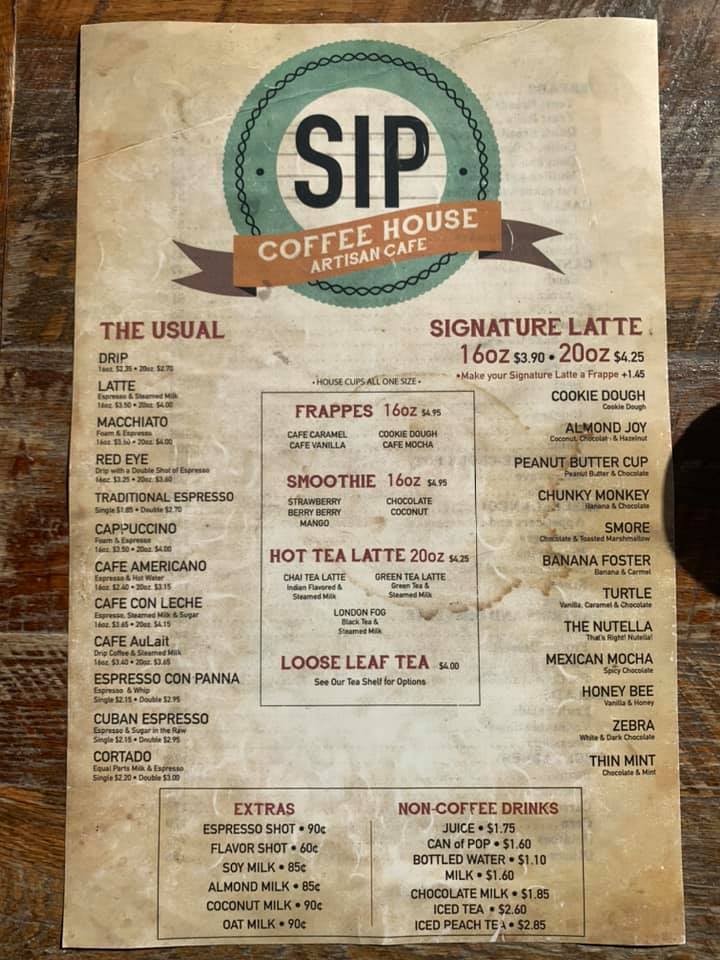 SIP
COFFEE HOUSE
ARTISAN CAFE
THE USUAL
DRIP
16oz. $2.35 • 20oz. $2.70
LATTE
Espresso & Steamed Milk
16oz. $3.50 • 20oz. $4.00
MACCHIATO
Foam & Espresso
16oz. $3.50 • 20oz. $4.00
RED EYE
Drip with a Double Shot of Espresso
16oz. $3.25 • 20oz. $3.60
TRADITIONAL ESPRESSO
Single $1.85 • Double $2.70
CAPPUCCINO
Foam & Espresso
16oz. $3.50 • 20oz. $4.00
CAFE AMERICANO
Espresso & Hot Water
16oz. $2.40 • 20oz. $3.15
CAFE CON LECHE
Espresso, Steamed Milk & Sugar
16oz. $3.65 • 20oz. $4.15
CAFE AuLait
Drip Coffee & Steamed Milk
16oz. $3.40 • 20oz. $3.65
ESPRESSO CON PANNA
Espresso & Whip
Single $2.15 • Double $2.95
CUBAN ESPRESSO
Espresso & Sugar in the Raw
Single $2.15 • Double $2.95
CORTADO
Equal Parts Milk & Espresso
Single $2.20 • Double $3.00
• HOUSE CUPS ALL ONE SIZE •
FRAPPES 16oz $4.95
CAFE CARAMEL COOKIE DOUGH
CAFE VANILLA CAFE MOCHA
SMOOTHIE 16oz $4.95
STRAWBERRY CHOCOLATE
BERRY BERRY COCONUT
MANGO
HOT TEA LATTE 20oz $4.25
CHAI TEA LATTE GREEN TEA LATTE
Indian Flavored & Green Tea &
Steamed Milk Steamed Milk
LONDON FOG
Black Tea &
Steamed Milk
LOOSE LEAF TEA $4.00
See Our Tea Shelf for Options
SIGNATURE LATTE
16oz $3.90 • 20oz $4.25
•Make your Signature Latte a Frappe +1.45
COOKIE DOUGH
Cookie Dough
ALMOND JOY
Coconut, Chocolat- & Hazelnut
PEANUT BUTTER CUP
Peanut Butter & Chocolate
CHUNKY MONKEY
Banana & Chocolate
SMORE
Chocolate & Toasted Marshmallow
BANANA FOSTER
Banana & Carmel
TURTLE
Vanilla, Caramel & Chocolate
THE NUTELLA
That's Right! Nutella!
MEXICAN MOCHA
Spicy Chocolate
HONEY BEE
Vanilla & Honey
ZEBRA
White & Dark Chocolate
THIN MINT
Chocolate & Mint
EXTRAS
ESPRESSO SHOT • 90¢
FLAVOR SHOT • 60¢
SOY MILK • 85¢
ALMOND MILK • 85¢
COCONUT MILK • 90¢
OAT MILK • 90¢
NON-COFFEE DRINKS
JUICE • $1.75
CAN of POP • $1.60
BOTTLED WATER • $1.10
MILK • $1.60
CHOCOLATE MILK • $1.85
ICED TEA • $2.60
ICED PEACH TEA • $2.85